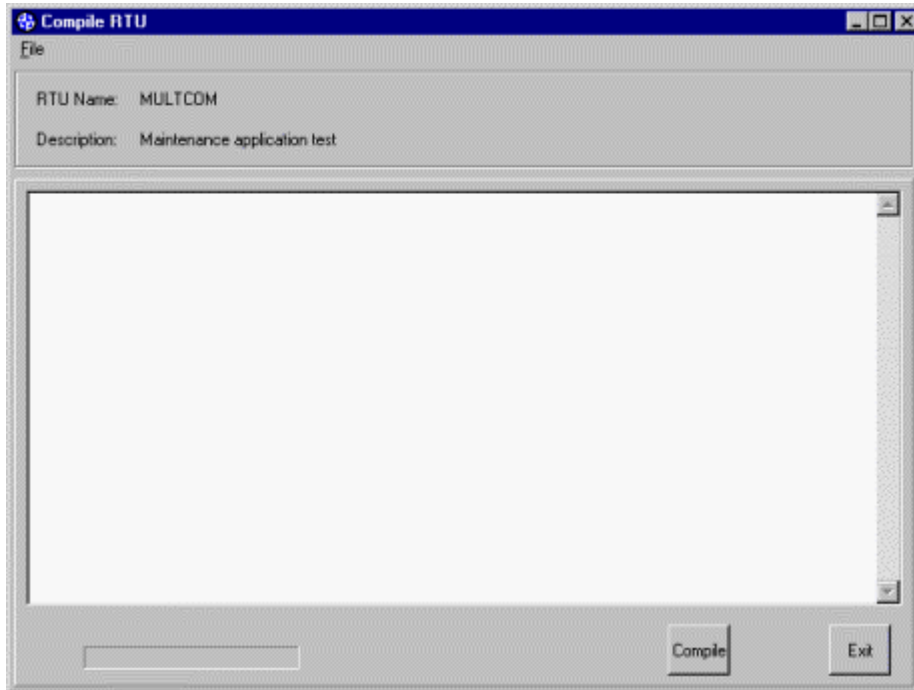 Compile RTU
File
RTU Name: MULTCOM
Description: Maintenance application test
Compile
Exit